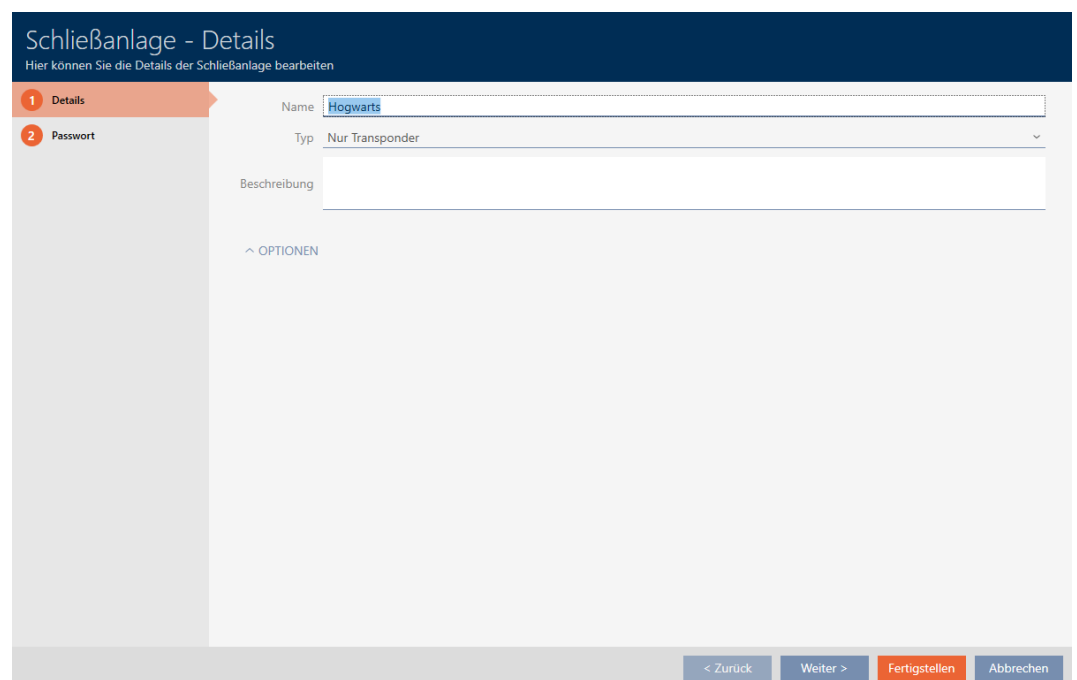 Schließanlage - Details
Hier können Sie die Details der Schließanlage bearbeiten
1 Details
2 Passwort
Name Hogwarts
Typ Nur Transponder
Beschreibung
OPTIONEN
< Zurück Weiter > Fertigstellen Abbrechen